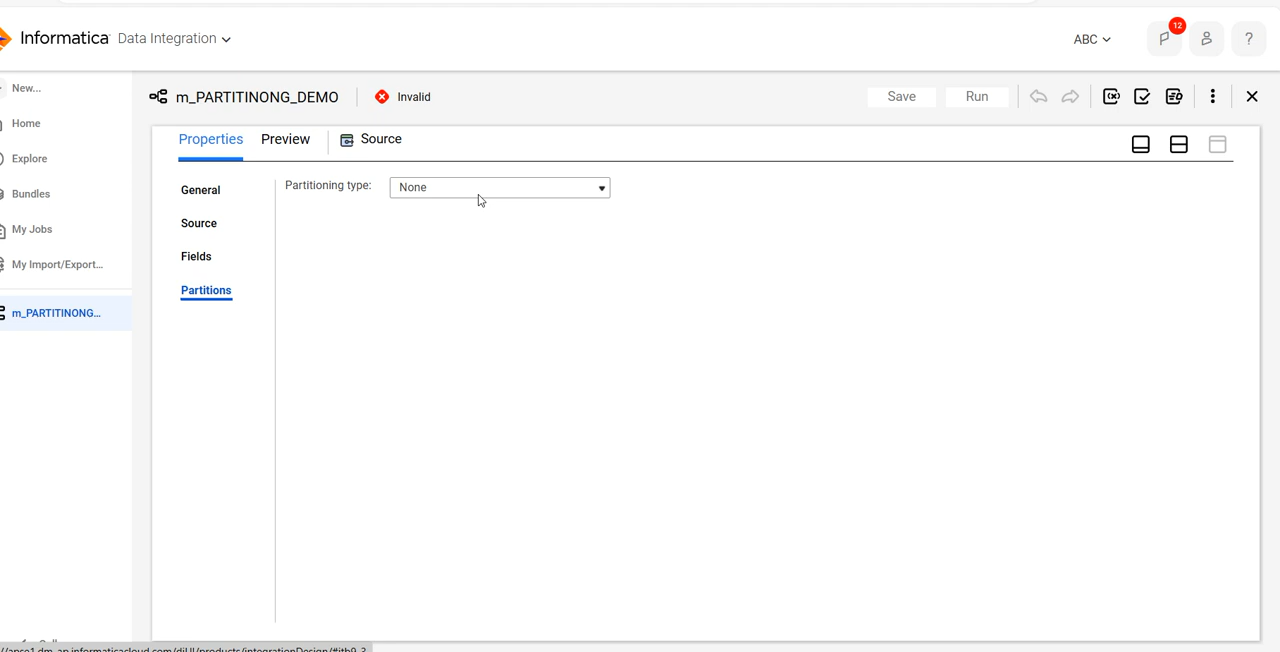 Informatica Data Integration
ABC
12
?
New...
Home
Explore
Bundles
My Jobs
My Import/Export...
m_PARTITINONG...
m_PARTITINONG_DEMO
Invalid
Save
Run
Properties
Preview
Source
General
Source
Fields
Partitions
Partitioning type:
None